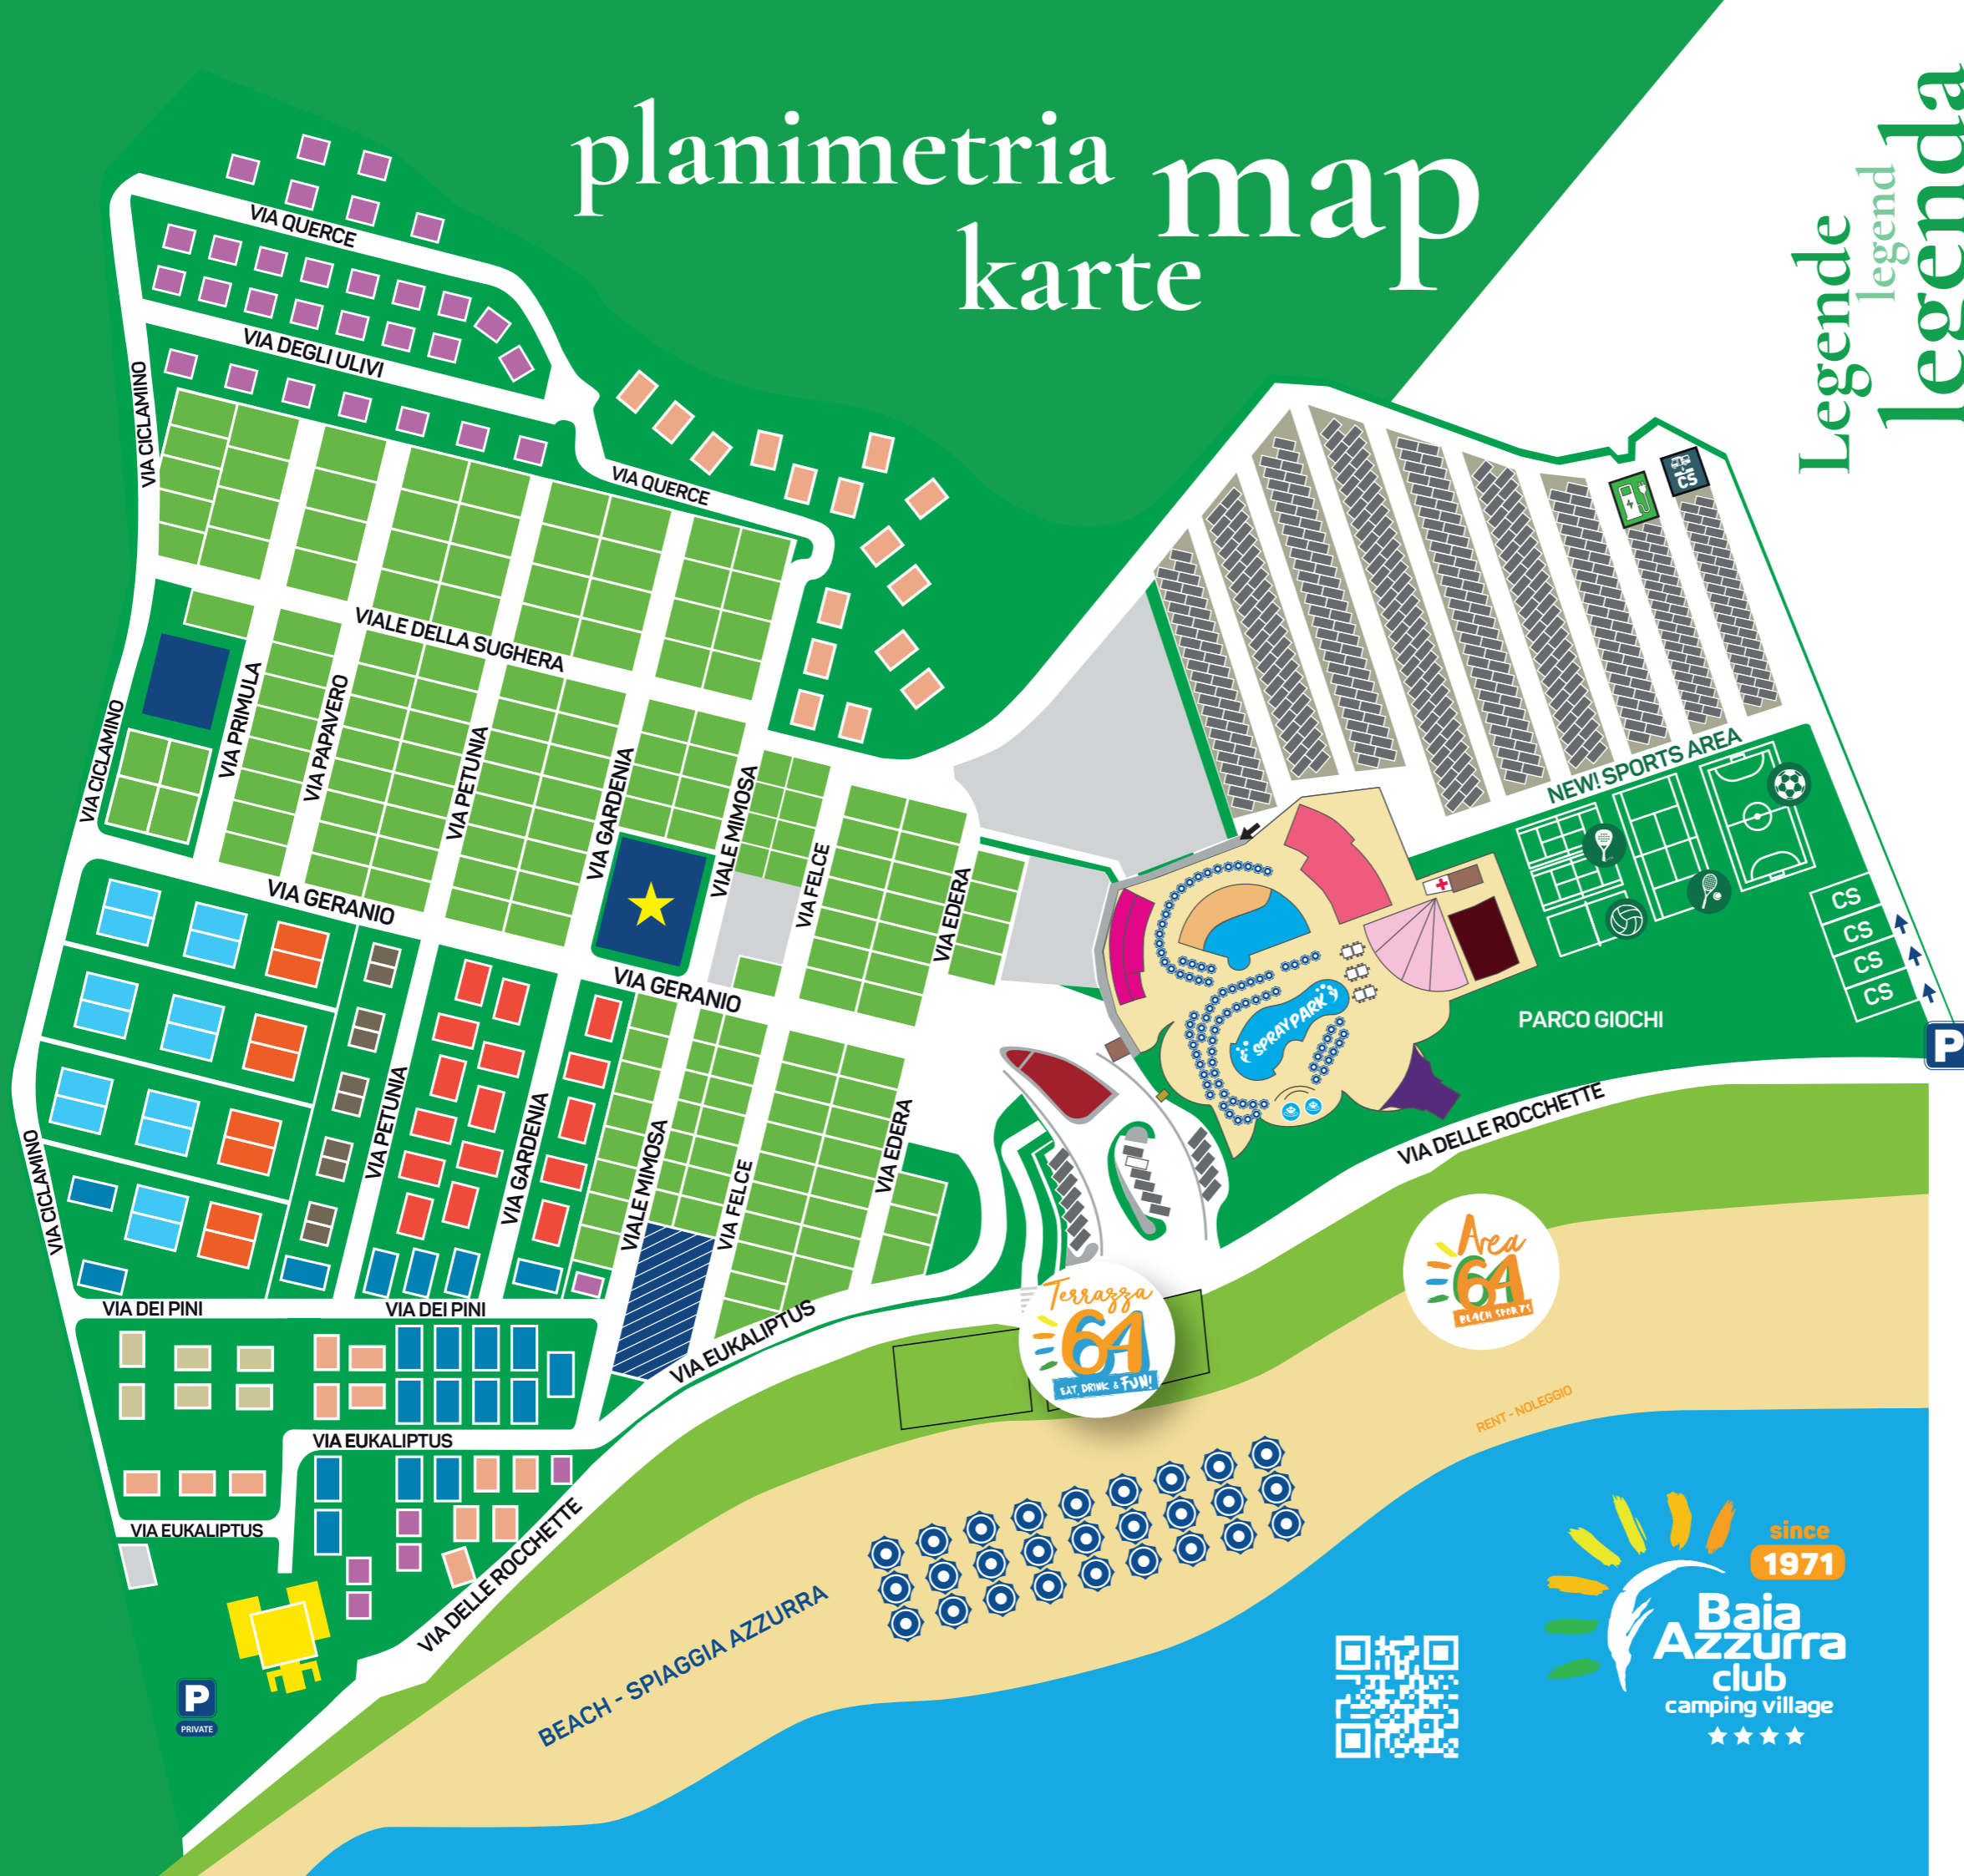 planimetria map
karte
Legende
legend
legenda
VIA QUERCE
VIA DEGLI ULIVI
VIA CICLAMINO
VIA QUERCE
CS
VIALE DELLA SUGHERA
VIA PRIMULA
VIA PAPAVERO
VIA CICLAMINO
VIA PETUNIA
VIA GARDENIA
VIALE MIMOSA
VIA FELCE
VIA EDERA
NEW! SPORTS AREA
VIA GERANIO
VIA GERANIO
CS
CS
CS
CS
SPRAYPARK
PARCO GIOCHI
P
VIA DELLE ROCCHETTE
VIA CICLAMINO
VIA PETUNIA
VIA GARDENIA
VIALE MIMOSA
VIA FELCE
VIA EDERA
VIA DEI PINI
VIA DEI PINI
VIA EUKALIPTUS
Terrazza
64
EAT, DRINK & FUN!
Area
64
BEACH SPORTS
RENT - NOLEGGIO
VIA EUKALIPTUS
VIA EUKALIPTUS
VIA DELLE ROCCHETTE
BEACH - SPIAGGIA AZZURRA
P
PRIVATE
since
1971
Baia
Azzurra
club
camping village